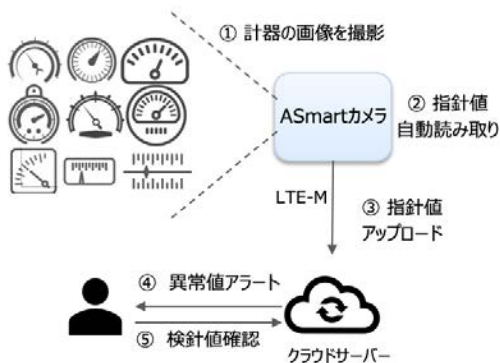 ① 計器の画像を撮影
ASmartカメラ
② 指針値
自動読み取り
LTE-M
③ 指針値
アップロード
④ 異常値アラート
⑤ 検針値確認
クラウドサーバー